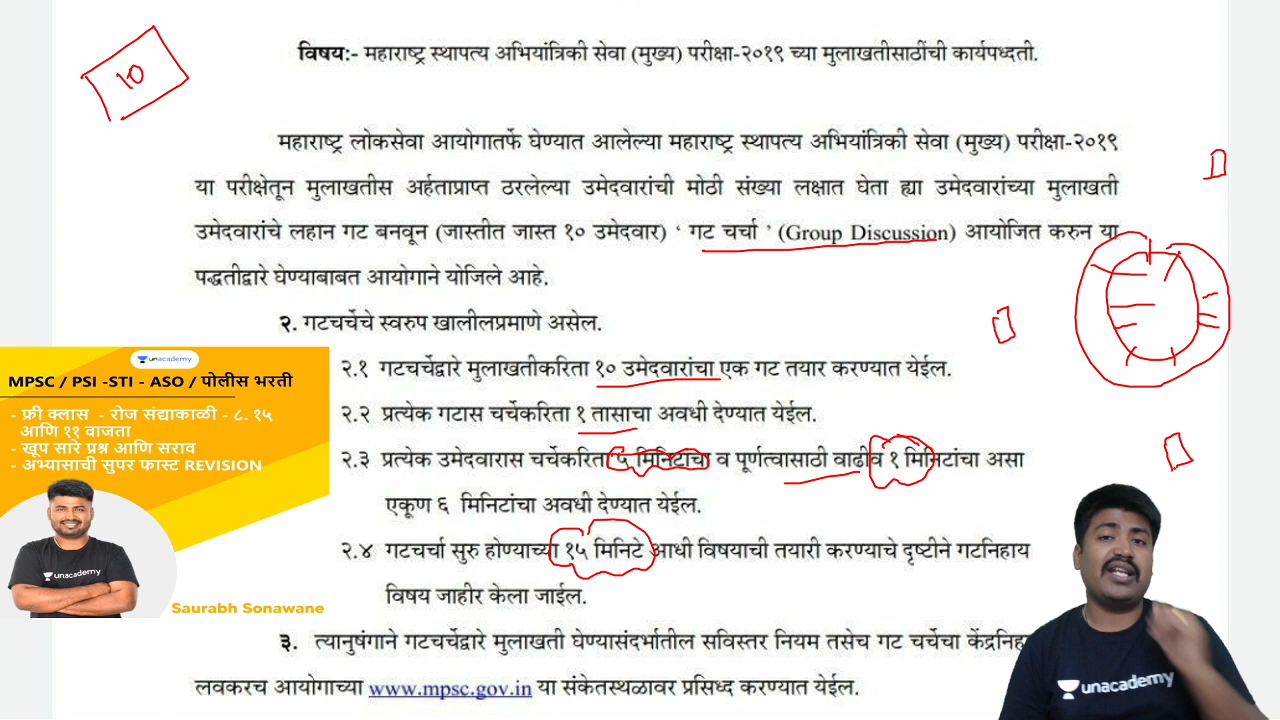 10
विषय:- महाराष्ट्र स्थापत्य अभियांत्रिकी सेवा (मुख्य) परीक्षा-२०१९ च्या मुलाखतीसाठींची कार्यपध्दती.
महाराष्ट्र लोकसेवा आयोगातर्फे घेण्यात आलेल्या महाराष्ट्र स्थापत्य अभियांत्रिकी सेवा (मुख्य) परीक्षा-२०१९
या परीक्षेतून मुलाखतीस अर्हताप्राप्त ठरलेल्या उमेदवारांची मोठी संख्या लक्षात घेता ह्या उमेदवारांच्या मुलाखती
उमेदवारांचे लहान गट बनवून (जास्तीत जास्त १० उमेदवार) ‘ गट चर्चा ’ (Group Discussion) आयोजित करुन या
पद्धतीद्वारे घेण्याबाबत आयोगाने योजिले आहे.
२. गटचर्चेचे स्वरुप खालीलप्रमाणे असेल.
२.१ गटचर्चेद्वारे मुलाखतीकरिता १० उमेदवारांचा एक गट तयार करण्यात येईल.
२.२ प्रत्येक गटास चर्चेकरिता १ तासाचा अवधी देण्यात येईल.
२.३ प्रत्येक उमेदवारास चर्चेकरिता ५ मिनिटांचा व पूर्णत्वासाठी वाढीव १ मिनिटांचा असा
एकूण ६ मिनिटांचा अवधी देण्यात येईल.
२.४ गटचर्चा सुरु होण्याच्या १५ मिनिटे आधी विषयाची तयारी करण्याचे दृष्टीने गटनिहाय
विषय जाहीर केला जाईल.
३. त्यानुषंगाने गटचर्चेद्वारे मुलाखती घेण्यासंदर्भातील सविस्तर नियम तसेच गट चर्चेचा केंद्रनिहा
लवकरच आयोगाच्या www.mpsc.gov.in या संकेतस्थळावर प्रसिध्द करण्यात येईल.
unacademy
MPSC / PSI -STI - ASO / पोलीस भरती
- फ्री क्लास - रोज संध्याकाळी - ८. १५
आणि ११ वाजता
- खूप सारे प्रश्न आणि सराव
- अभ्यासाची सुपर फास्ट REVISION
unacademy
Saurabh Sonawane
unacademy